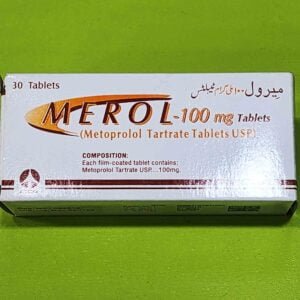 30 Tablets
میرول ۱۰۰ ملی گرام ٹیبلٹس
MEROL-100 mg Tablets
(Metoprolol Tartrate Tablets USP)
COMPOSITION:
Each film-coated tablet contains:
Metoprolol Tartrate USP....100mg.